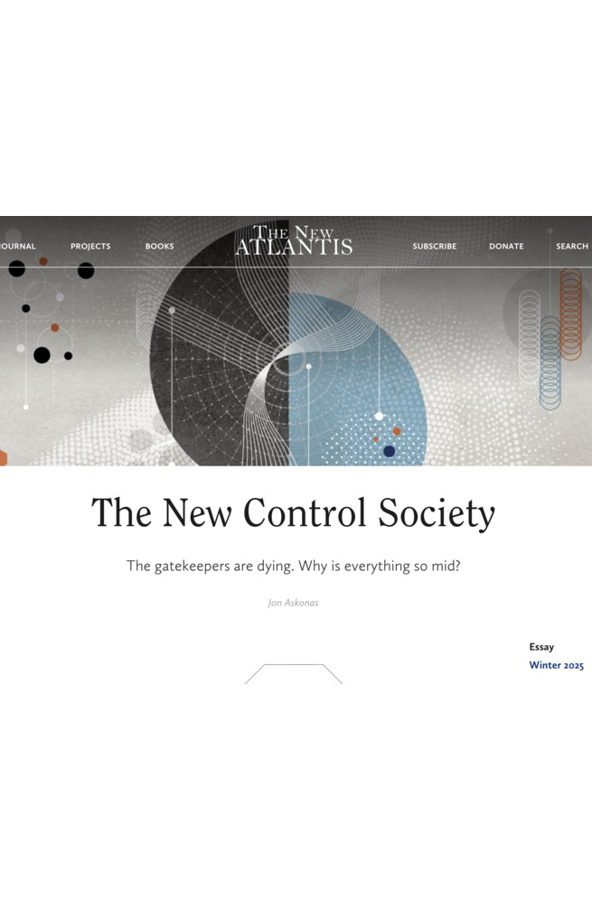 JOURNAL PROJECTS BOOKS THE NEW ATLANTIS SUBSCRIBE DONATE SEARCH
The New Control Society
The gatekeepers are dying. Why is everything so mid?
Jon Askonas
Essay
Winter 2025